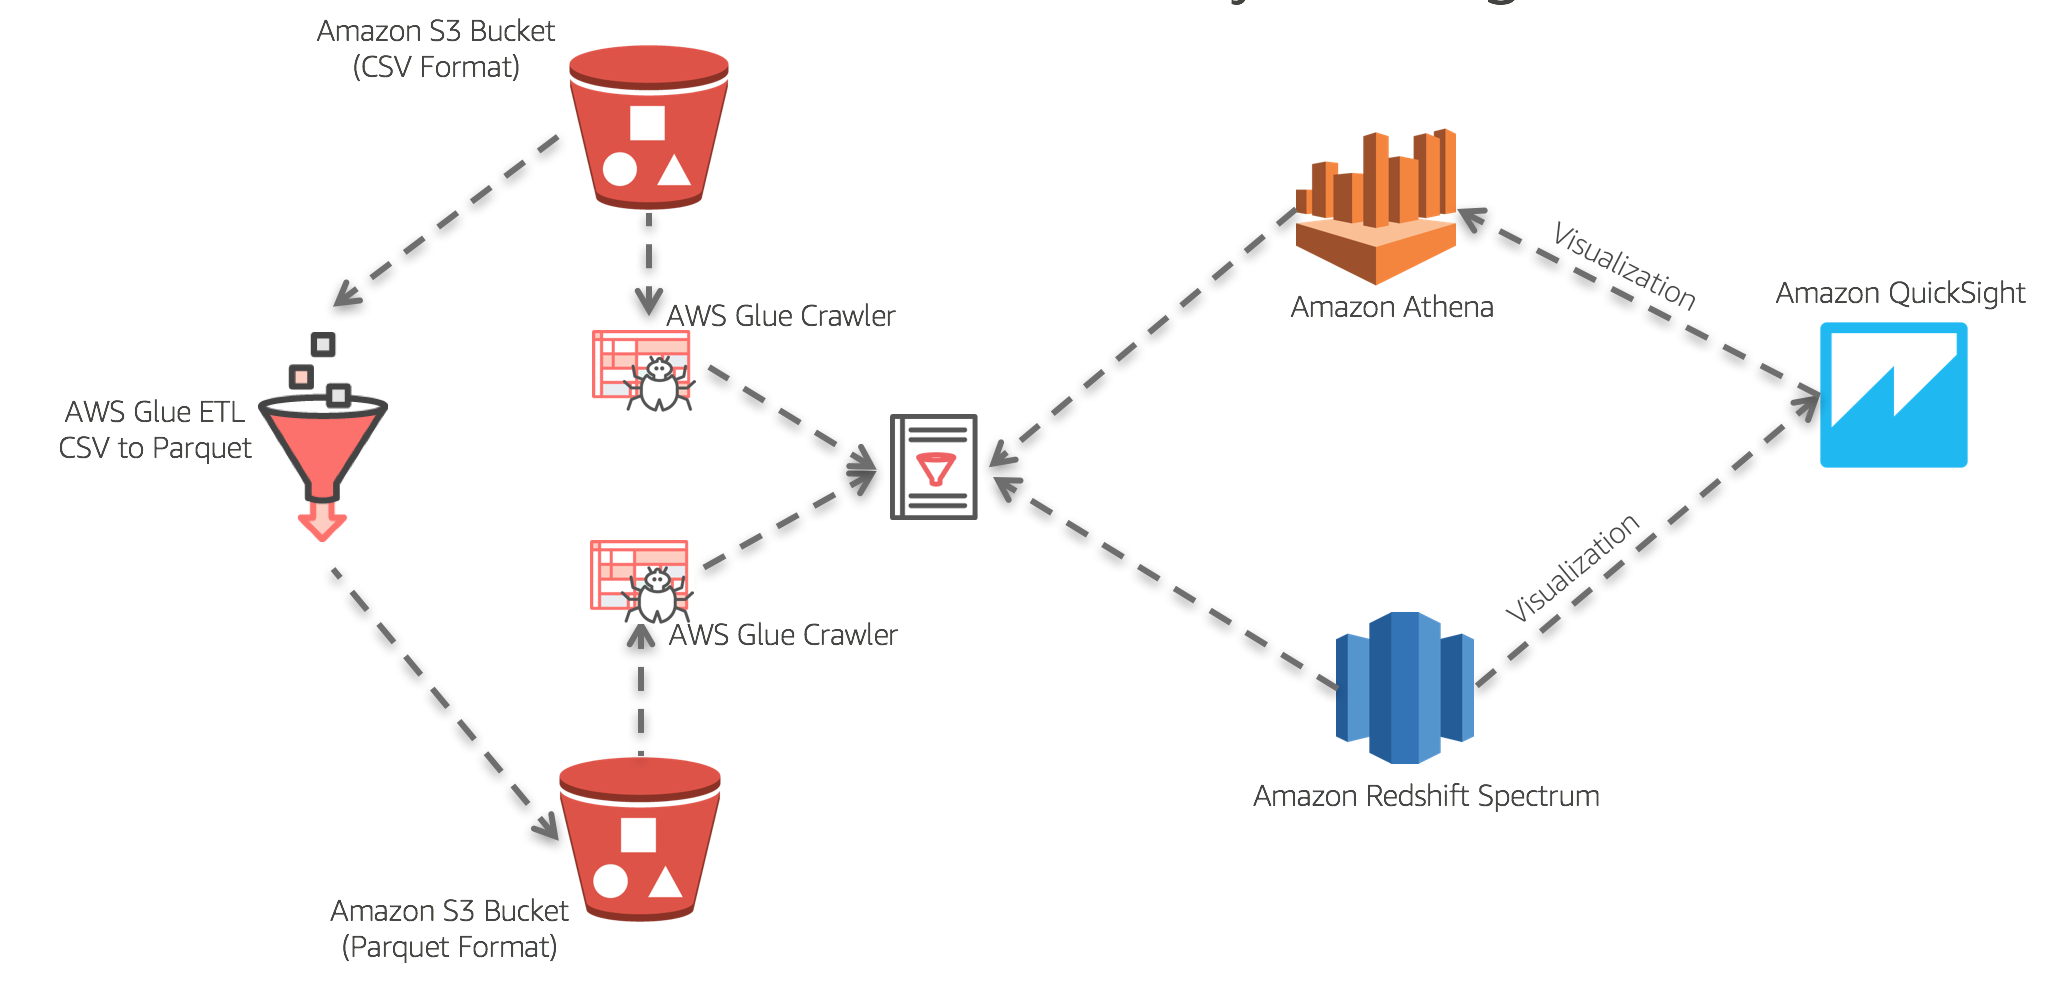 Amazon S3 Bucket
(CSV Format)
AWS Glue Crawler
AWS Glue ETL
CSV to Parquet
AWS Glue Crawler
Amazon S3 Bucket
(Parquet Format)
Amazon Athena
Visualization
Amazon QuickSight
Visualization
Amazon Redshift Spectrum